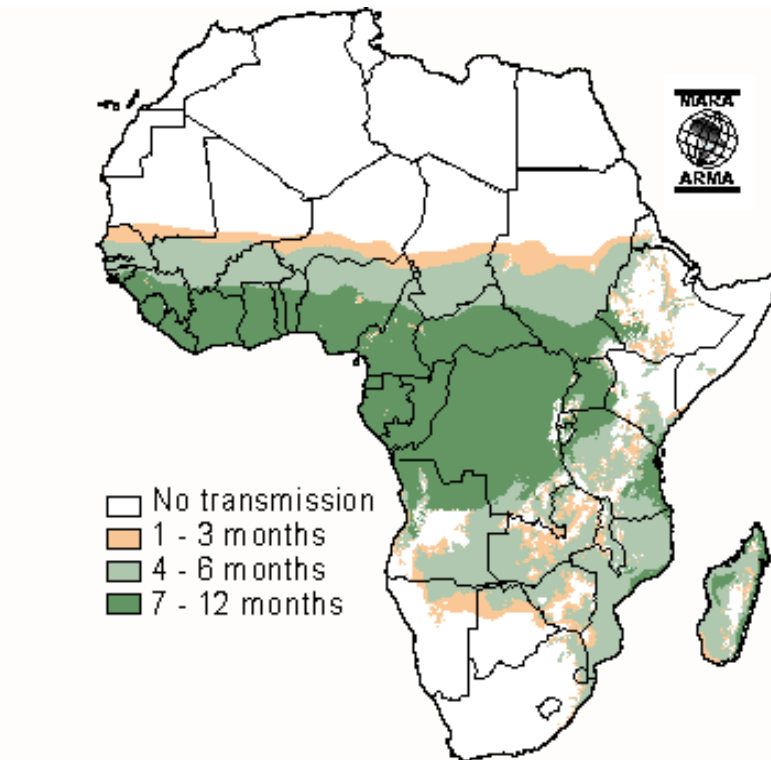 MARA
ARMA
No transmission
1 - 3 months
4 - 6 months
7 - 12 months